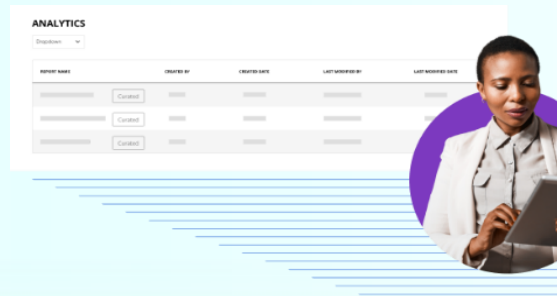 ANALYTICS
Dropdown
REPORT NAME CREATED BY CREATED DATE LAST MODIFIED BY LAST MODIFIED DATE
Curated
Curated
Curated